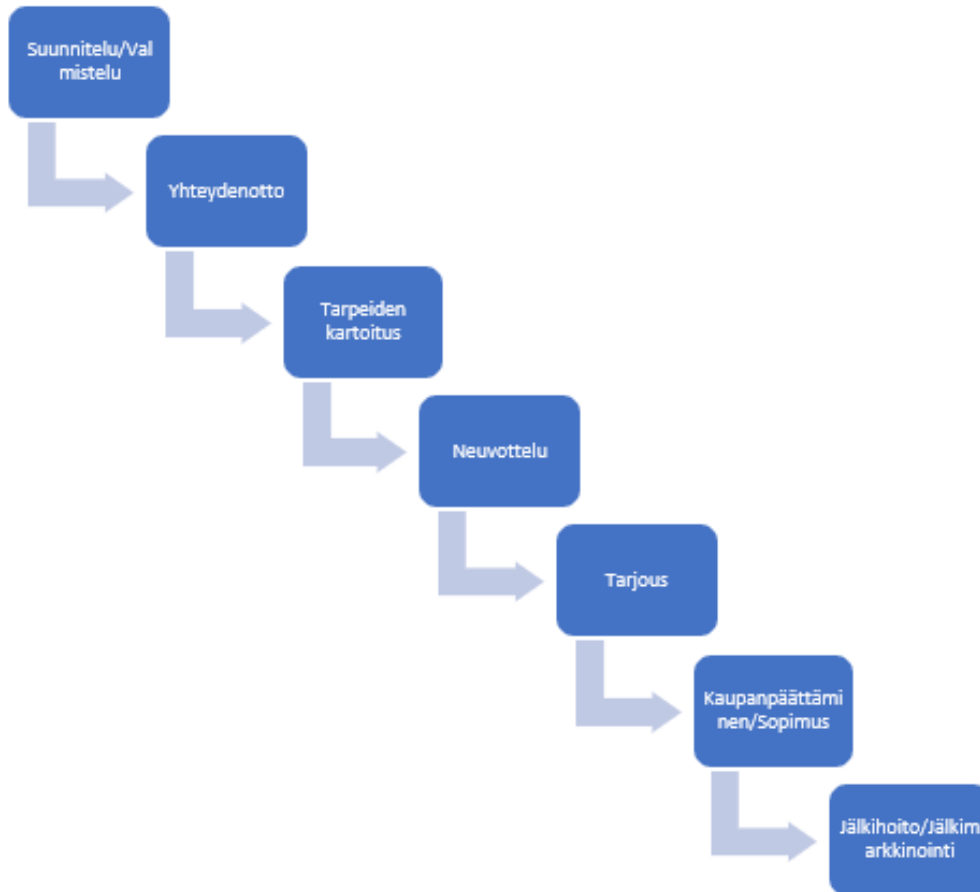 Suunnitelu/Val
mistelu
Yhteydenotto
Tarpeiden
kartoitus
Neuvottelu
Tarjous
Kaupanpäättämi
nen/Sopimus
Jälkihoito/Jälkim
arkkinointi